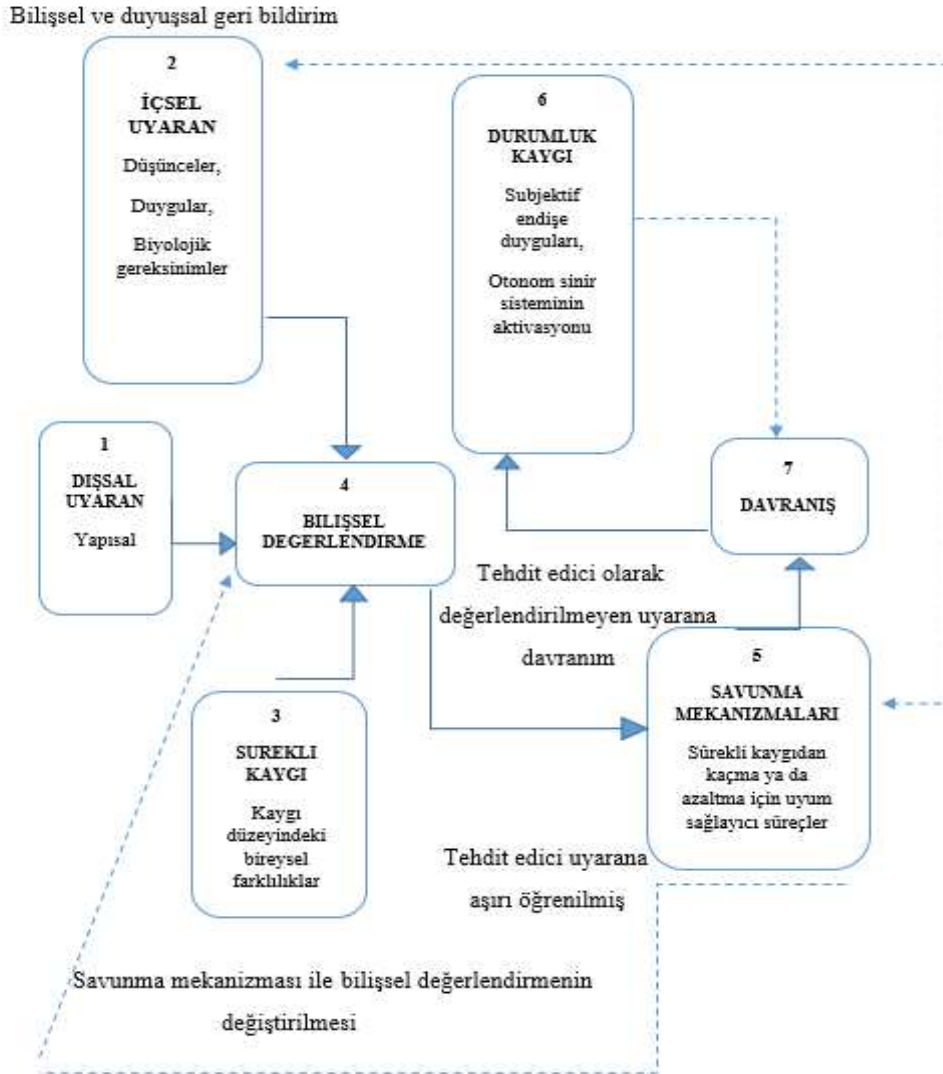 Bilişsel ve duyuşsal geri bildirim
2
İÇSEL
UYARAN
Düşünceler,
Duygular,
Biyolojik
gereksinimler
6
DURUMLUK
KAYGI
Subjektif
endişe
duyguları,
Otonom sinir
sisteminin
aktivasyonu
1
DIŞSAL
UYARAN
Yapısal
4
BILIŞSEL
DEGERLENDIRME
7
DAVRANIŞ
Tehdit edici olarak
değerlendirilmeyen uyarana
davranım
3
SUREKLI
KAYGI
Kaygı
düzeyindeki
bireysel
farklılıklar
5
SAVUNMA
MEKANIZMALARI
Sürekli kaygıdan
kaçma ya da
azaltma için uyum
sağlayıcı süreçler
Tehdit edici uyarana
aşırı öğrenilmiş
Savunma mekanizması ile bilişsel değerlendirmenin
değiştirilmesi